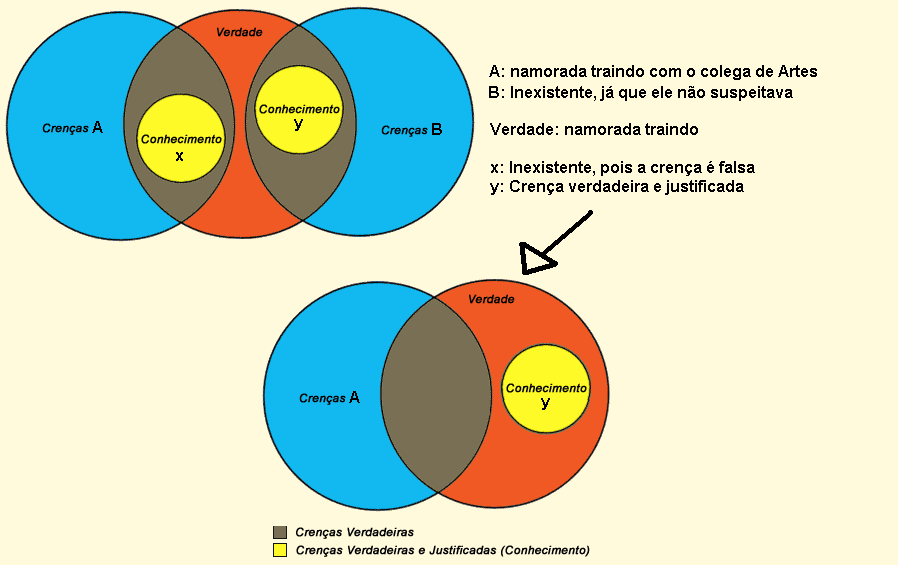 Verdade
Crenças A
Conhecimento
x
Conhecimento
y
Crenças B
A: namorada traindo com o colega de Artes
B: Inexistente, já que ele não suspeitava
Verdade: namorada traindo
x: Inexistente, pois a crença é falsa
y: Crença verdadeira e justificada
Verdade
Crenças A
Conhecimento
y
Crenças Verdadeiras
Crenças Verdadeiras e Justificadas (Conhecimento)